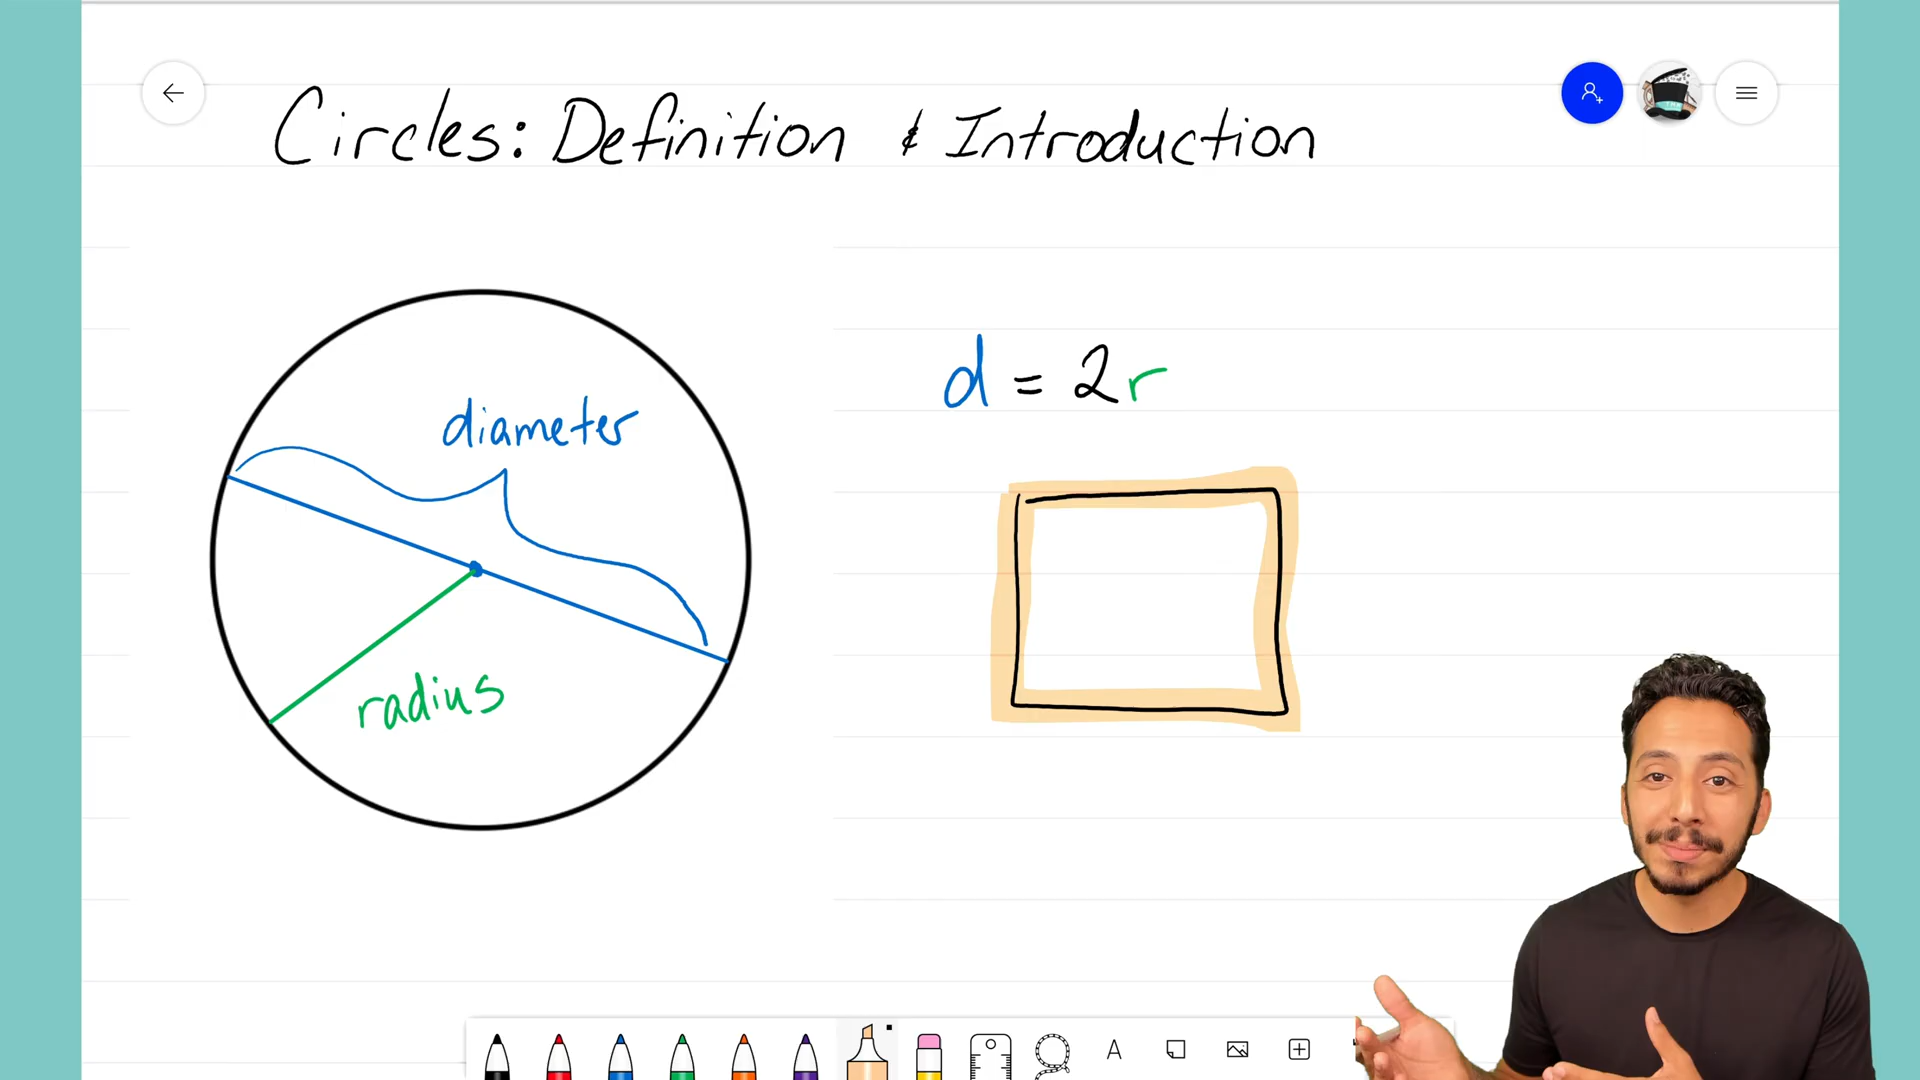 Circles: Definition & Introduction
diameter
d = 2r
radius
A